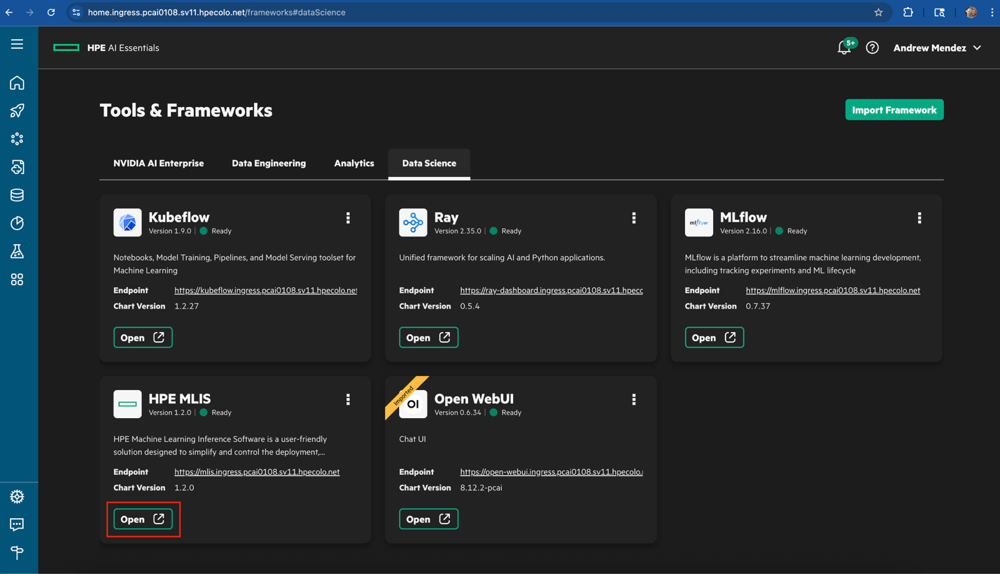 home.ingress.pcai0108.sv11.hpecolo.net/frameworks#dataScience
HPE AI Essentials
5+
Andrew Mendez
Tools & Frameworks
Import Framework
NVIDIA AI Enterprise
Data Engineering
Analytics
Data Science
Kubeflow
Version 1.9.0 | Ready
Notebooks, Model Training, Pipelines, and Model Serving toolset for
Machine Learning
Endpoint https://kubeflow.ingress.pcai0108.sv11.hpecolo.net
Chart Version 1.2.27
Open
Ray
Version 2.35.0 | Ready
Unified framework for scaling AI and Python applications.
Endpoint https://ray-dashboard.ingress.pcai0108.sv11.hpecc
Chart Version 0.5.4
Open
mlflow
MLflow
Version 2.16.0 | Ready
MLflow is a platform to streamline machine learning development,
including tracking experiments and ML lifecycle
Endpoint https://mlflow.ingress.pcai0108.sv11.hpecolo.net
Chart Version 0.7.37
Open
HPE MLIS
Version 1.2.0 | Ready
HPE Machine Learning Inference Software is a user-friendly
solution designed to simplify and control the deployment,...
Endpoint https://mlis.ingress.pcai0108.sv11.hpecolo.net
Chart Version 1.2.0
Open
Imported
OI
Open WebUI
Version 0.6.34 | Ready
Chat UI
Endpoint https://open-webui.ingress.pcai0108.sv11.hpecolo.
Chart Version 8.12.2-pcai
Open